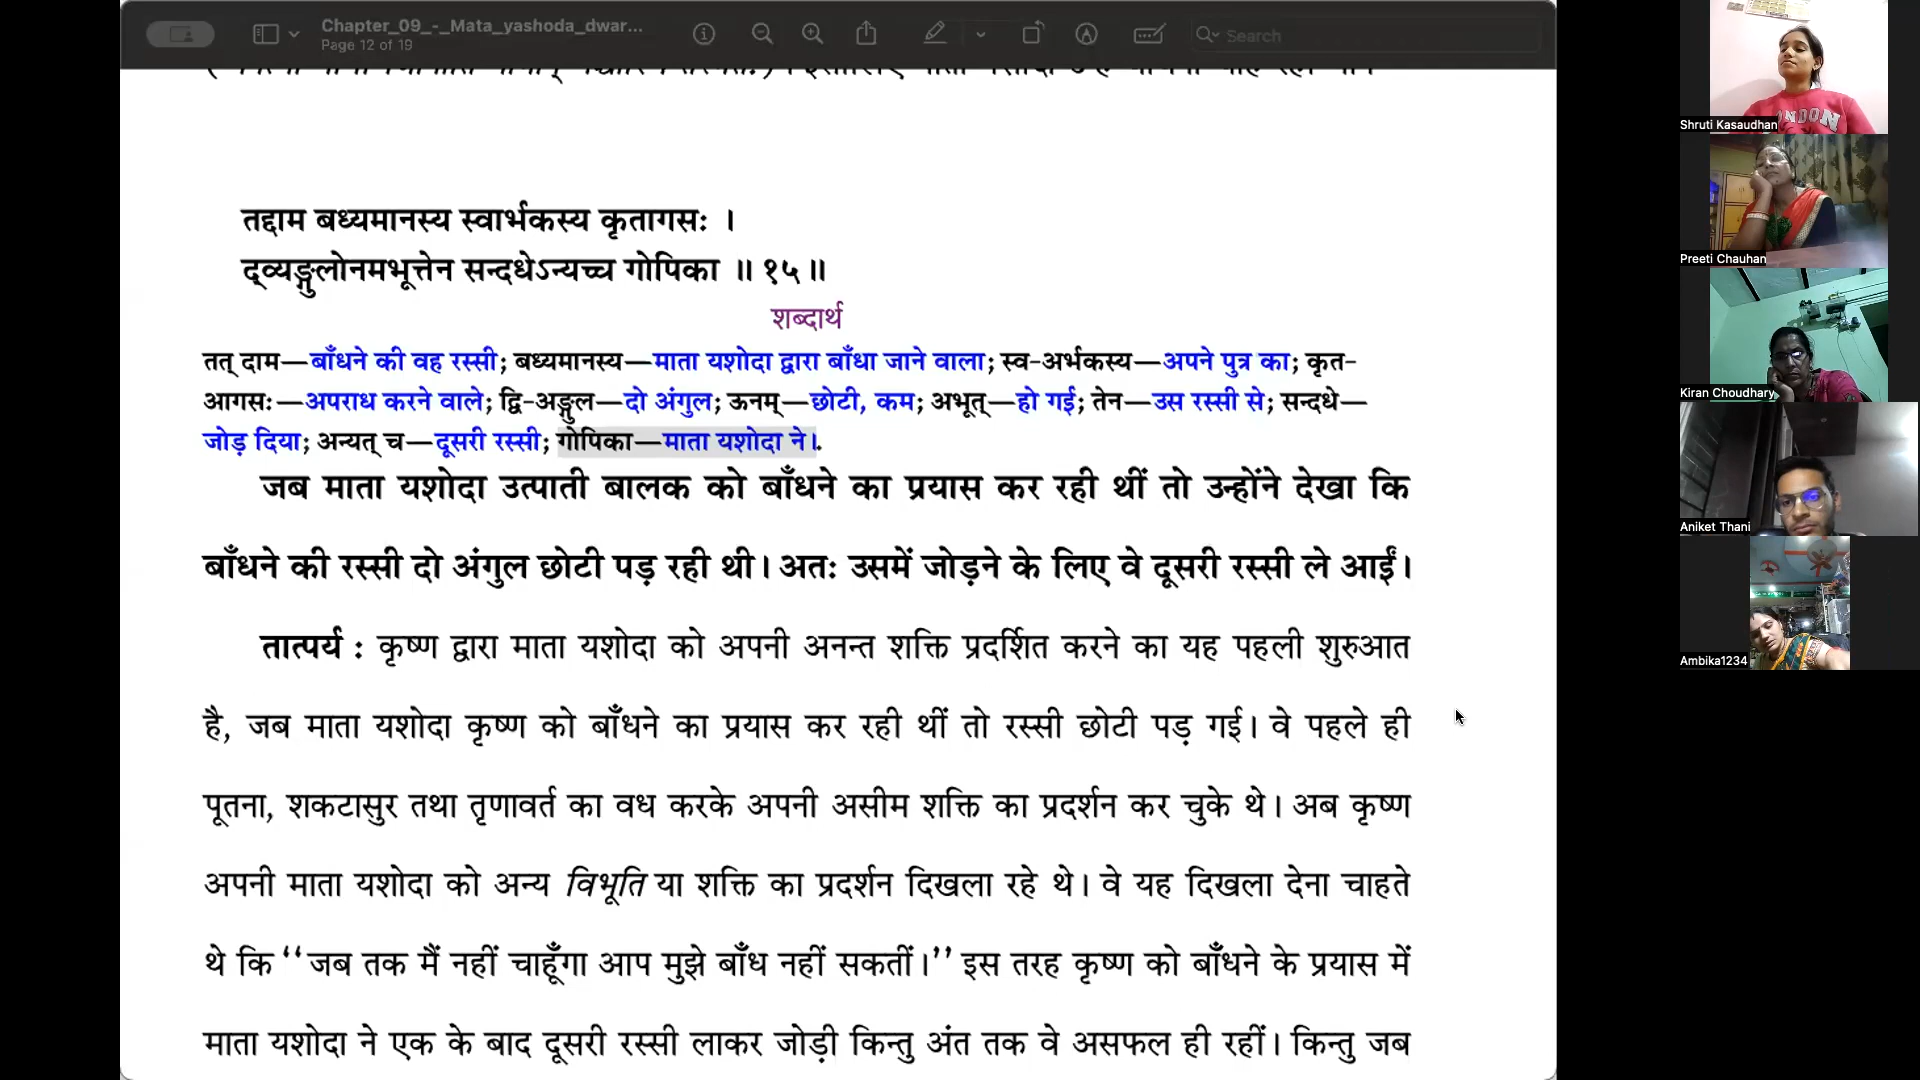 Chapter_09_-_Mata_yashoda_dwar...
Page 12 of 19
Search
तद्दाम बध्यमानस्य स्वार्भकस्य कृतागसः ।
द्व्यङ्गुलोनमभूत्तेन सन्दधेऽन्यच्च गोपिका ॥ १५॥
शब्दार्थ
तत् दाम—बाँधने की वह रस्सी; बध्यमानस्य—माता यशोदा द्वारा बाँधा जाने वाला; स्व-अर्भकस्य—अपने पुत्र का; कृत-
आगसः—अपराध करने वाले; द्वि-अङ्गुल—दो अंगुल; ऊनम्—छोटी, कम; अभूत्—हो गई; तेन—उस रस्सी से; सन्दधे—
जोड़ दिया; अन्यत् च—दूसरी रस्सी; गोपिका—माता यशोदा ने।.
जब माता यशोदा उत्पाती बालक को बाँधने का प्रयास कर रही थीं तो उन्होंने देखा कि
बाँधने की रस्सी दो अंगुल छोटी पड़ रही थी। अतः उसमें जोड़ने के लिए वे दूसरी रस्सी ले आईं।
तात्पर्य : कृष्ण द्वारा माता यशोदा को अपनी अनन्त शक्ति प्रदर्शित करने का यह पहली शुरुआत
है, जब माता यशोदा कृष्ण को बाँधने का प्रयास कर रही थीं तो रस्सी छोटी पड़ गई। वे पहले ही
पूतना, शकटासुर तथा तृणावर्त का वध करके अपनी असीम शक्ति का प्रदर्शन कर चुके थे। अब कृष्ण
अपनी माता यशोदा को अन्य विभूति या शक्ति का प्रदर्शन दिखला रहे थे। वे यह दिखला देना चाहते
थे कि ‘‘जब तक मैं नहीं चाहूँगा आप मुझे बाँध नहीं सकतीं।’’ इस तरह कृष्ण को बाँधने के प्रयास में
माता यशोदा ने एक के बाद दूसरी रस्सी लाकर जोड़ी किन्तु अंत तक वे असफल ही रहीं। किन्तु जब
LONDON
Shruti Kasaudhan
Preeti Chauhan
Kiran Choudhary
Aniket Thani
Ambika1234